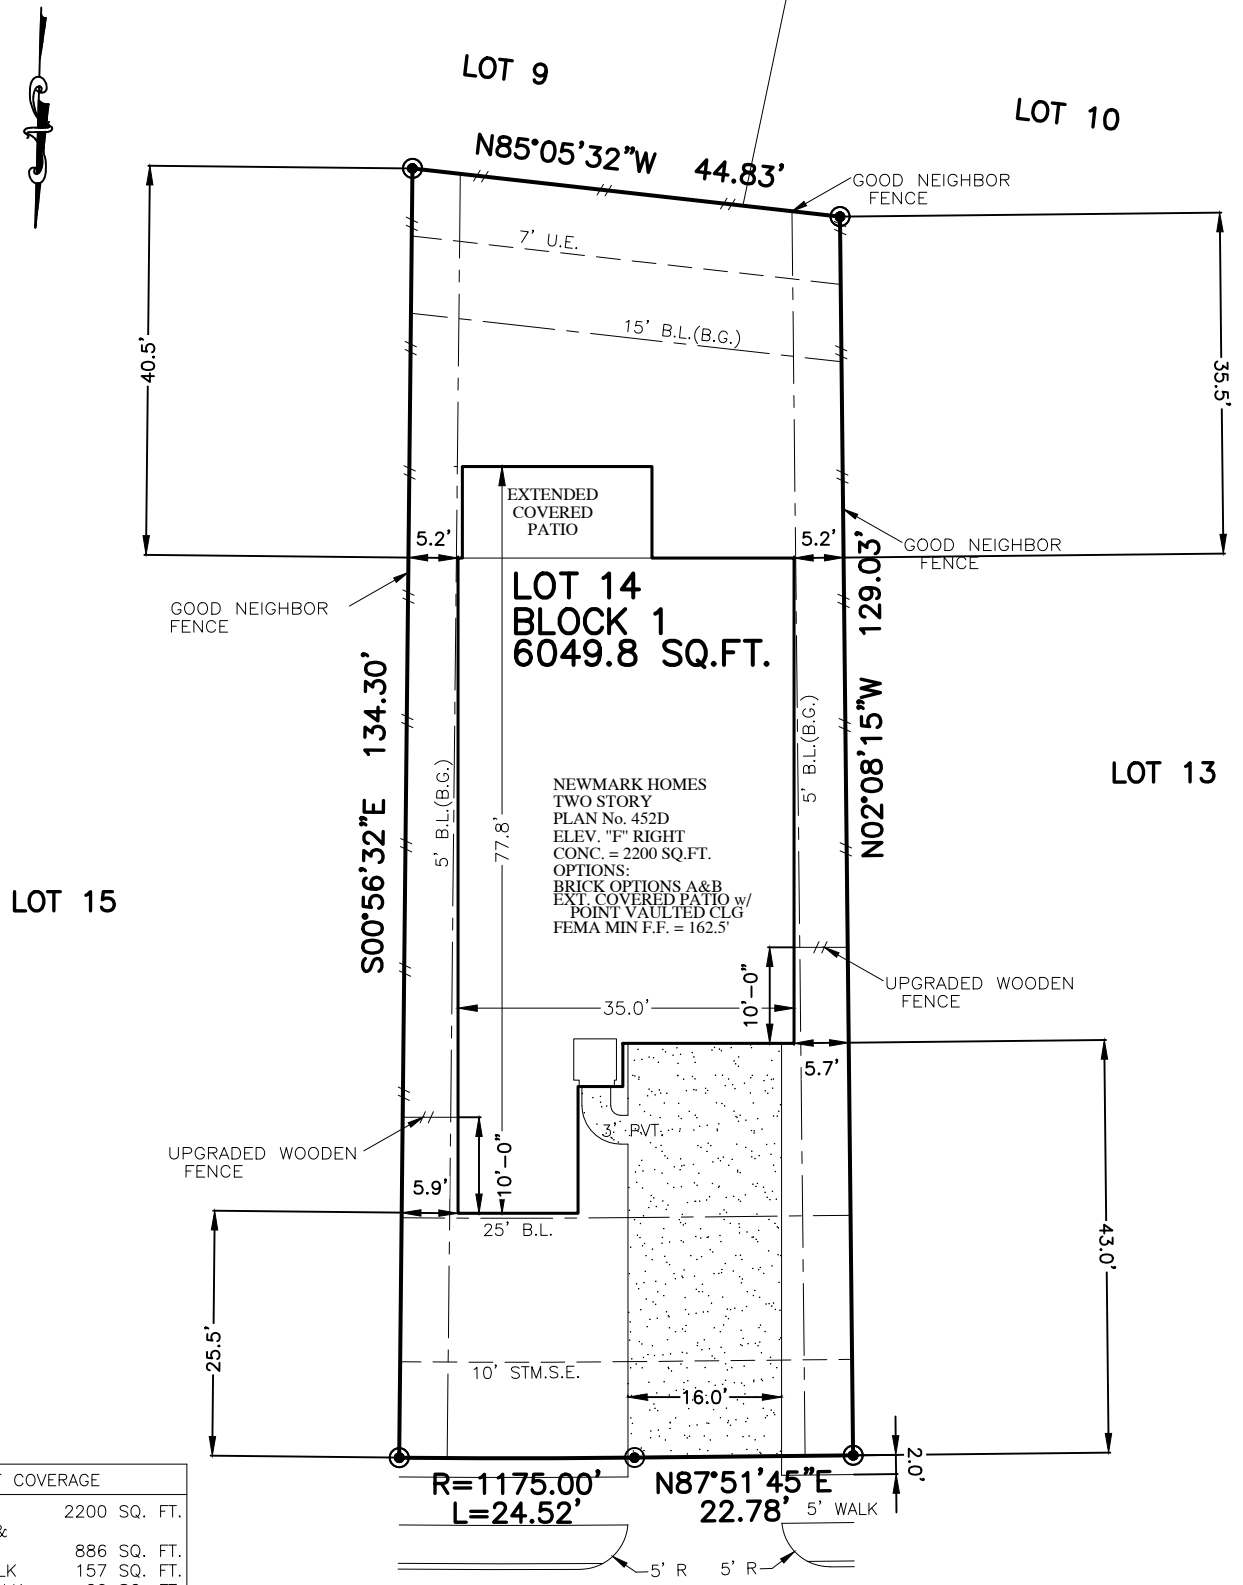 LOT 9
LOT 10
N85°05'32"W 44.83'
GOOD NEIGHBOR
FENCE
7' U.E.
15' B.L.(B.G.)
40.5'
35.5'
EXTENDED
COVERED
PATIO
5.2'
5.2'
GOOD NEIGHBOR
FENCE
LOT 14
BLOCK 1
6049.8 SQ.FT.
GOOD NEIGHBOR
FENCE
S00°56'32"E 134.30'
N02°08'15"W 129.03'
5' B.L.(B.G.)
5' B.L.(B.G.)
77.8'
LOT 13
NEWMARK HOMES
TWO STORY
PLAN No. 452D
ELEV. "F" RIGHT
CONC. = 2200 SQ.FT.
OPTIONS:
BRICK OPTIONS A&B
EXT. COVERED PATIO w/
POINT VAULTED CLG
FEMA MIN F.F. = 162.5'
LOT 15
UPGRADED WOODEN
FENCE
10'-0"
35.0'
5.7'
3' PVT.
UPGRADED WOODEN
FENCE
10'-0"
5.9'
25' B.L.
43.0'
25.5'
10' STM.S.E.
16.0'
2.0'
R=1175.00'
L=24.52'
N87°51'45"E
22.78'
5' WALK
5' R
5' R
COVERAGE
2200 SQ. FT.
&
886 SQ. FT.
157 SQ. FT.